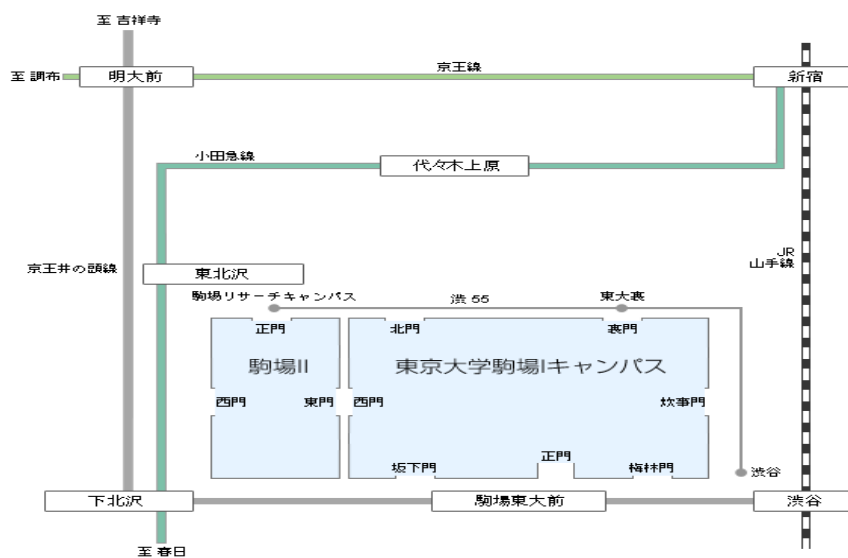 至 吉祥寺
至 調布
明大前
京王線
新宿
小田急線
代々木上原
JR
山手線
京王井の頭線
東北沢
駒場リサーチキャンパス
渋 55
東大裏
正門
北門
裏門
駒場II
東京大学駒場Iキャンパス
西門
東門
西門
炊事門
坂下門
正門
梅林門
渋谷
下北沢
駒場東大前
渋谷
至 春日